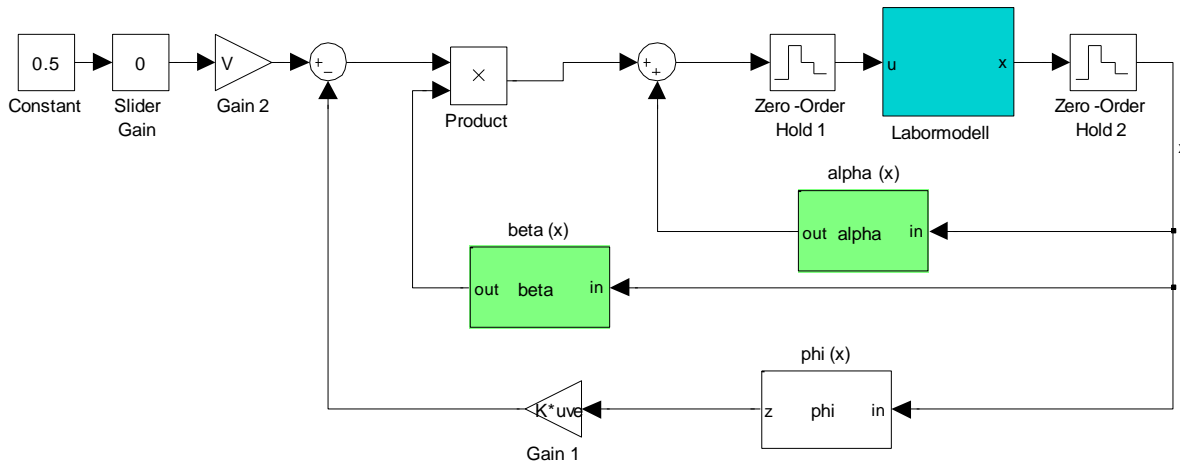 0.5
Constant
0
Slider
Gain
V
Gain 2
+
−
×
Product
+
+
Zero -Order
Hold 1
u
x
Labormodell
Zero -Order
Hold 2
alpha (x)
out
alpha
in
beta (x)
out
beta
in
phi (x)
z
phi
in
K*uve
Gain 1